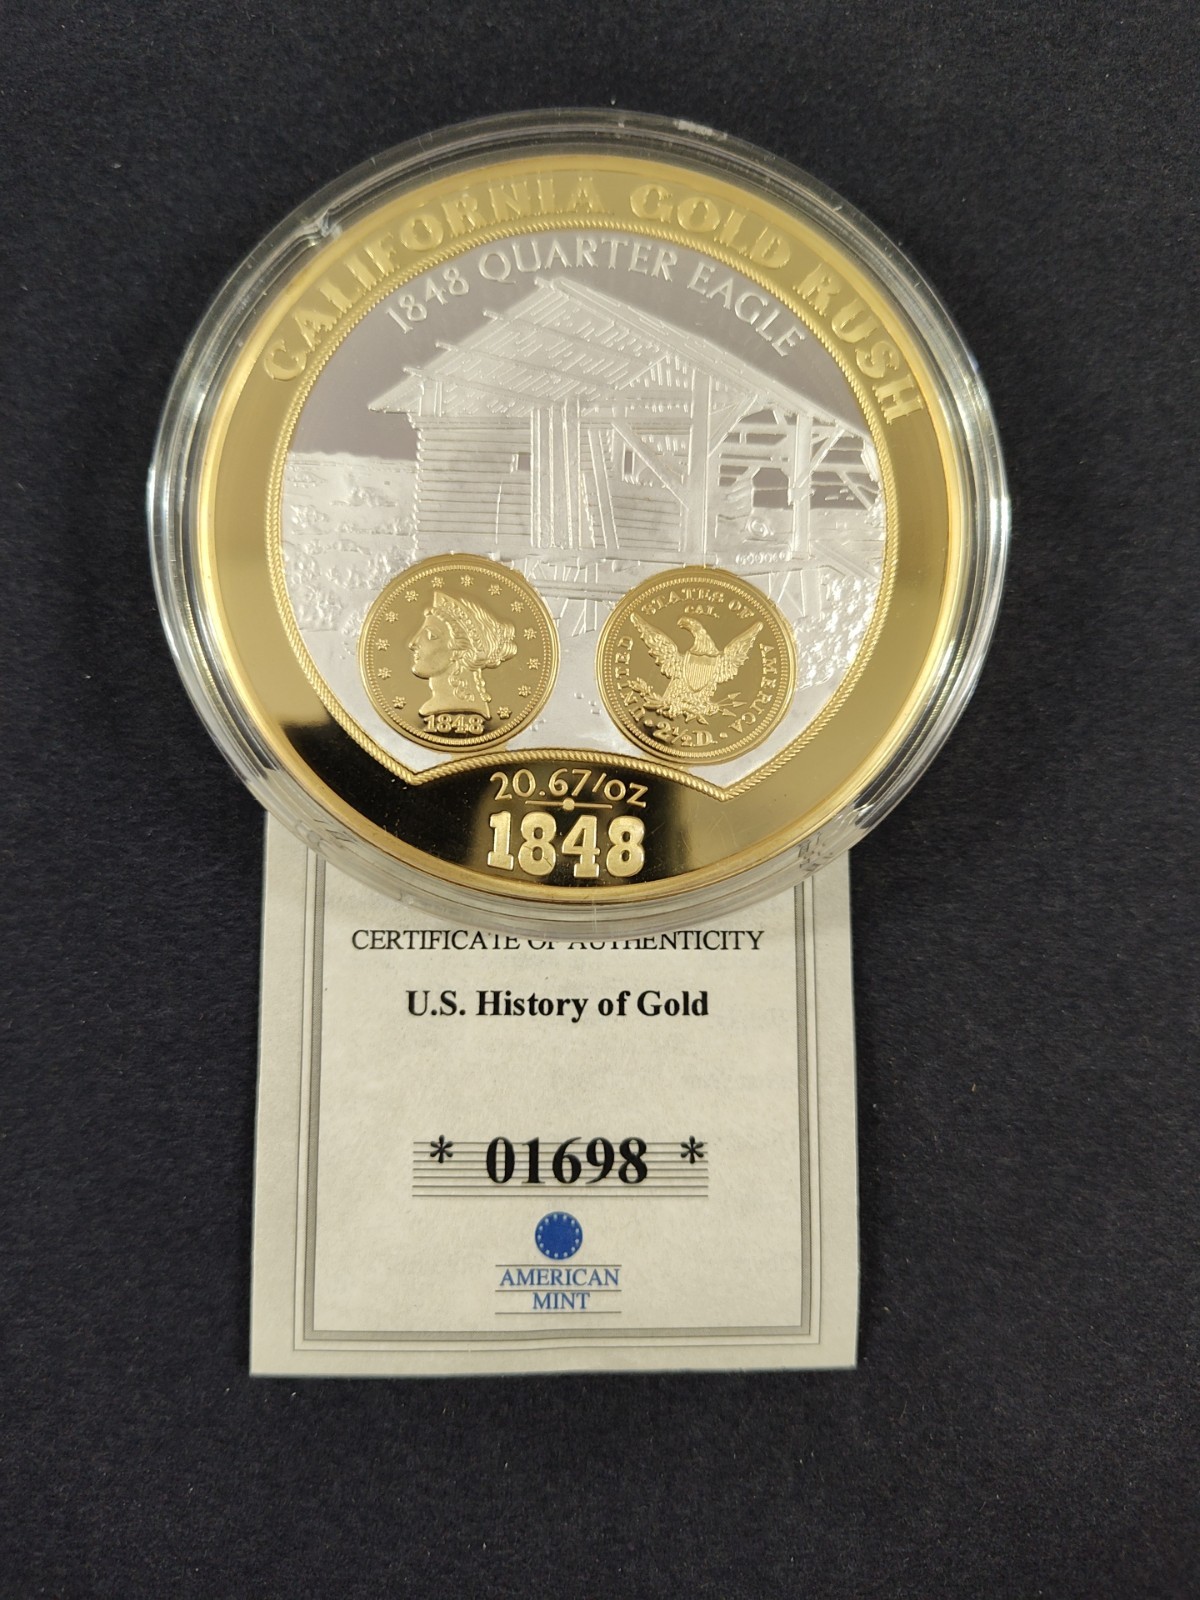 CALIFORNIA GOLD RUSH
1848 QUARTER EAGLE
1848
UNITED STATES OF AMERICA
CAL.
2½ D.
20.67/OZ
1848
CERTIFICATE OF AUTHENTICITY
U.S. History of Gold
* 01698 *
AMERICAN
MINT